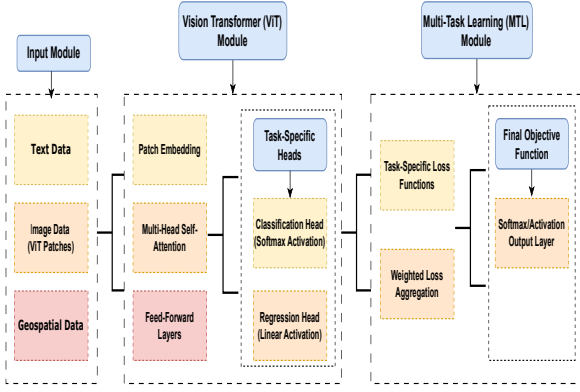 Input Module
Vision Transformer (ViT)
Module
Multi-Task Learning (MTL)
Module
Text Data
Image Data
(ViT Patches)
Geospatial Data
Patch Embedding
Multi-Head Self-
Attention
Feed-Forward
Layers
Task-Specific
Heads
Classification Head
(Softmax Activation)
Regression Head
(Linear Activation)
Task-Specific Loss
Functions
Weighted Loss
Aggregation
Final Objective
Function
Softmax/Activation
Output Layer